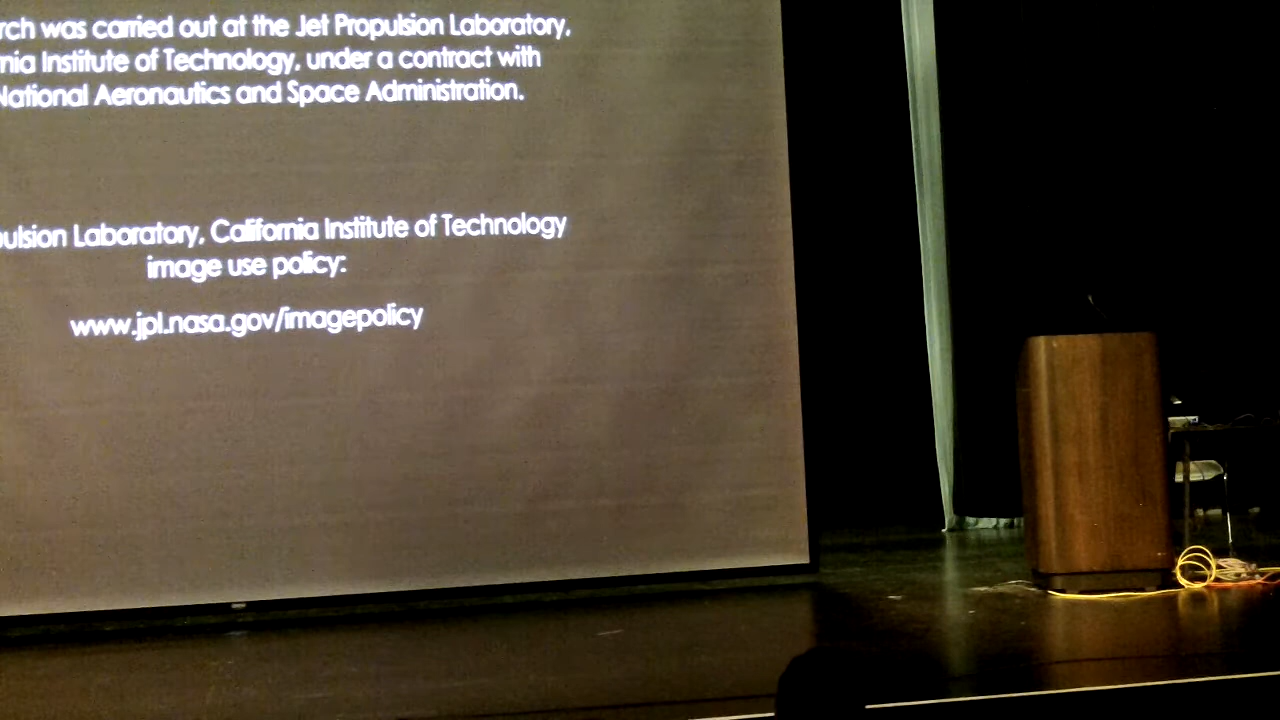 rch was carried out at the Jet Propulsion Laboratory,
rnia Institute of Technology, under a contract with
National Aeronautics and Space Administration.
pulsion Laboratory, California Institute of Technology
image use policy:
www.jpl.nasa.gov/imagepolicy